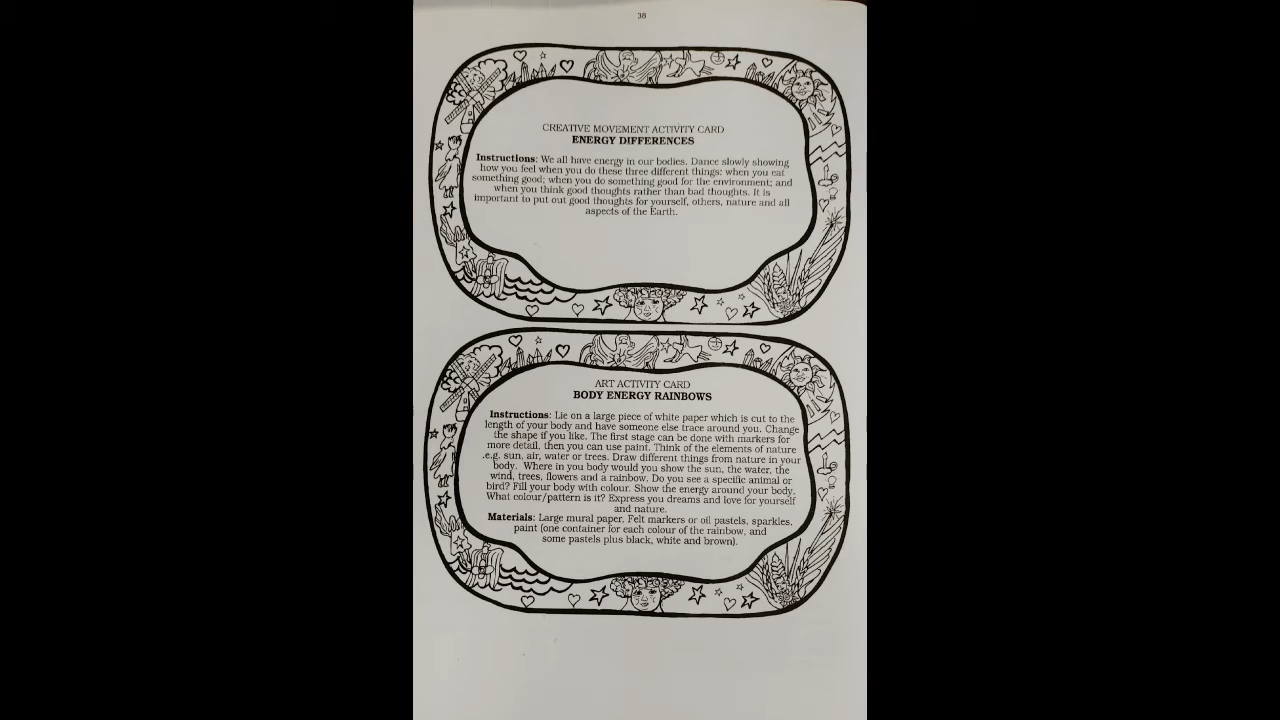 38
CREATIVE MOVEMENT ACTIVITY CARD
ENERGY DIFFERENCES
Instructions: We all have energy in our bodies. Dance slowly showing
how you feel when you do these three different things: when you eat
something good; when you do something good for the environment; and
when you think good thoughts rather than bad thoughts. It is
important to put out good thoughts for yourself, others, nature and all
aspects of the Earth.
ART ACTIVITY CARD
BODY ENERGY RAINBOWS
Instructions: Lie on a large piece of white paper which is cut to the
length of your body and have someone else trace around you. Change
the shape if you like. The first stage can be done with markers for
more detail, then you can use paint. Think of the elements of nature
.e.g. sun, air, water or trees. Draw different things from nature in your
body. Where in you body would you show the sun, the water, the
wind, trees, flowers and a rainbow. Do you see a specific animal or
bird? Fill your body with colour. Show the energy around your body.
What colour/pattern is it? Express you dreams and love for yourself
and nature.
Materials: Large mural paper. Felt markers or oil pastels, sparkles,
paint (one container for each colour of the rainbow, and
some pastels plus black, white and brown).